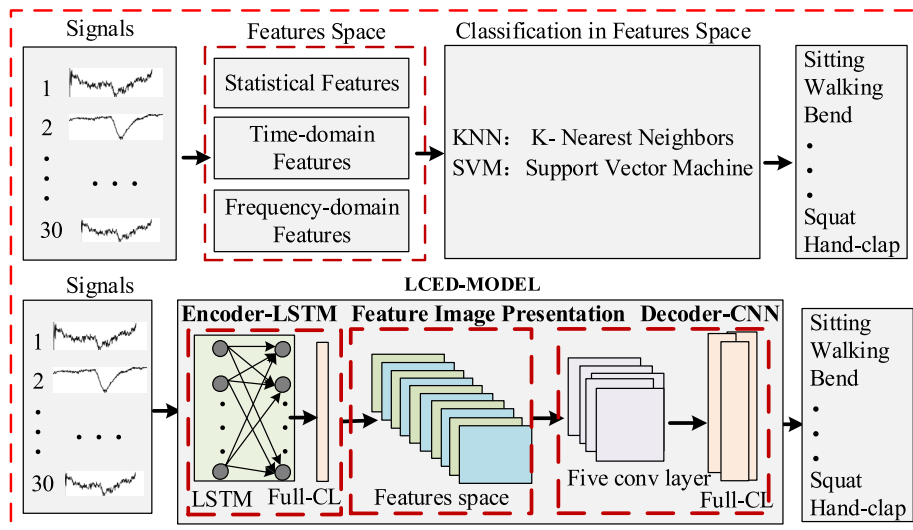 Signals
Features Space
Classification in Features Space
1
2
30
Statistical Features
Time-domain
Features
Frequency-domain
Features
KNN： K- Nearest Neighbors
SVM：Support Vector Machine
Sitting
Walking
Bend
Squat
Hand-clap
LCED-MODEL
Signals
1
2
30
Encoder-LSTM
Feature Image Presentation
Decoder-CNN
LSTM
Full-CL
Features space
Five conv layer
Full-CL
Sitting
Walking
Bend
Squat
Hand-clap